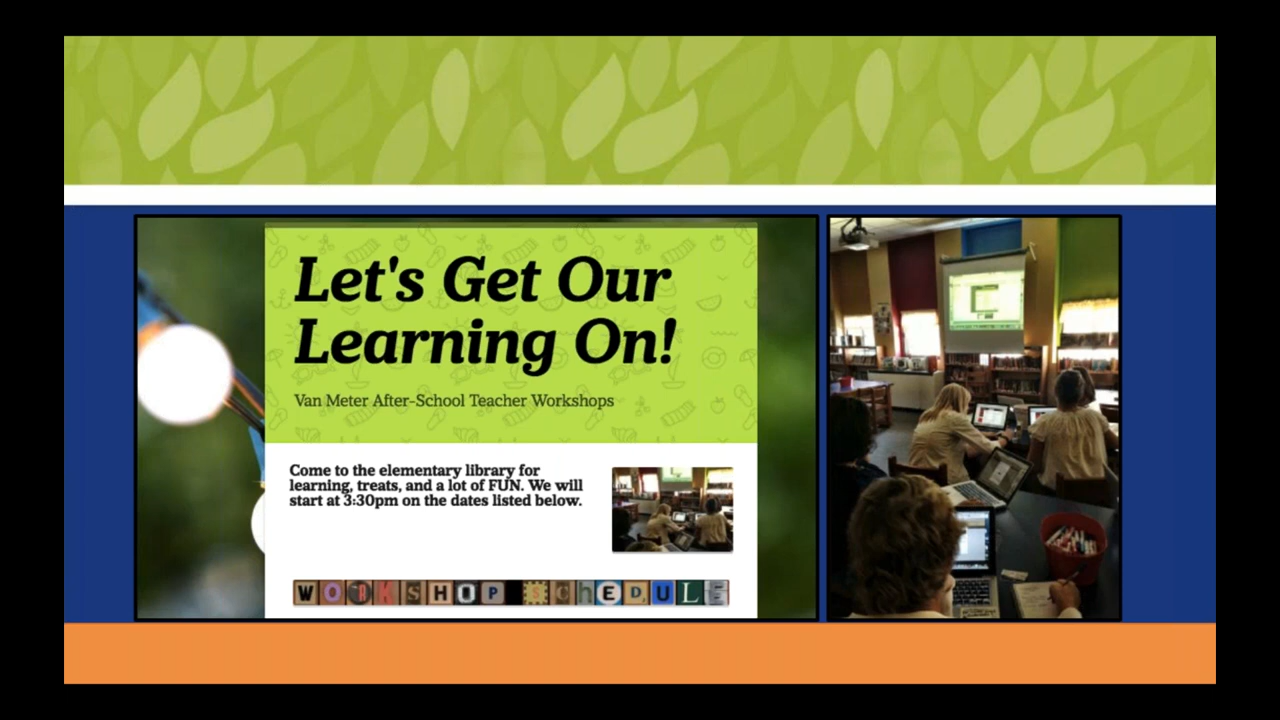 Let's Get Our
Learning On!
Van Meter After-School Teacher Workshops
Come to the elementary library for
learning, treats, and a lot of FUN. We will
start at 3:30pm on the dates listed below.
WORKSHOP SChEDULE